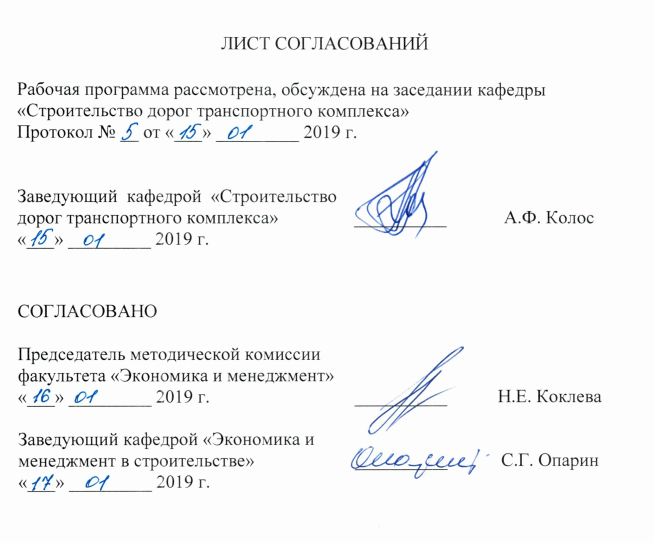 ЛИСТ СОГЛАСОВАНИЙ
Рабочая программа рассмотрена, обсуждена на заседании кафедры
«Строительство дорог транспортного комплекса»
Протокол № 5 от «15» 01 2019 г.
Заведующий кафедрой «Строительство
дорог транспортного комплекса» А.Ф. Колос
«15» 01 2019 г.
СОГЛАСОВАНО
Председатель методической комиссии
факультета «Экономика и менеджмент»
«16» 01 2019 г. Н.Е. Коклева
Заведующий кафедрой «Экономика и
менеджмент в строительстве» С.Г. Опарин
«17» 01 2019 г.